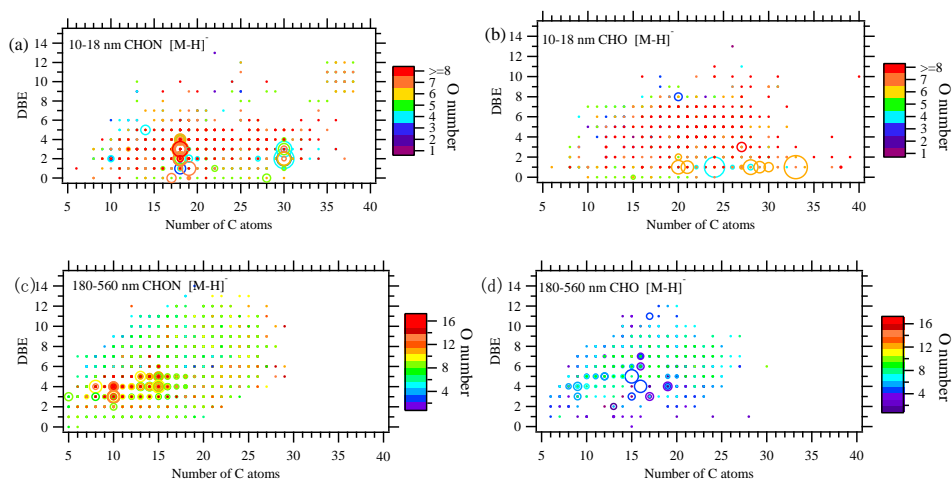 (a) 10-18 nm CHON [M-H]⁻
DBE
14
12
10
8
6
4
2
0
5 10 15 20 25 30 35 40
Number of C atoms
>=8
7
6
5
4
3
2
1
O number
(b) 10-18 nm CHO [M-H]⁻
DBE
14
12
10
8
6
4
2
0
5 10 15 20 25 30 35 40
Number of C atoms
>=8
7
6
5
4
3
2
1
O number
(c) 180-560 nm CHON [M-H]⁻
DBE
14
12
10
8
6
4
2
0
5 10 15 20 25 30 35 40
Number of C atoms
16
12
8
4
O number
(d) 180-560 nm CHO [M-H]⁻
DBE
14
12
10
8
6
4
2
0
5 10 15 20 25 30 35 40
Number of C atoms
16
12
8
4
O number